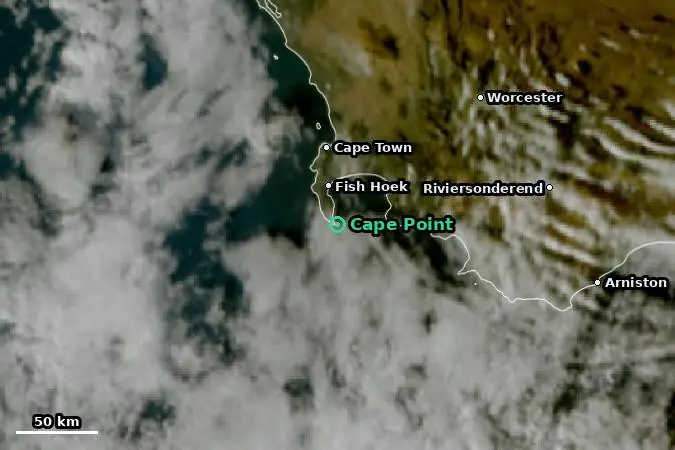 Worcester
Cape Town
Fish Hoek
Riviersonderend
Cape Point
Arniston
50 km